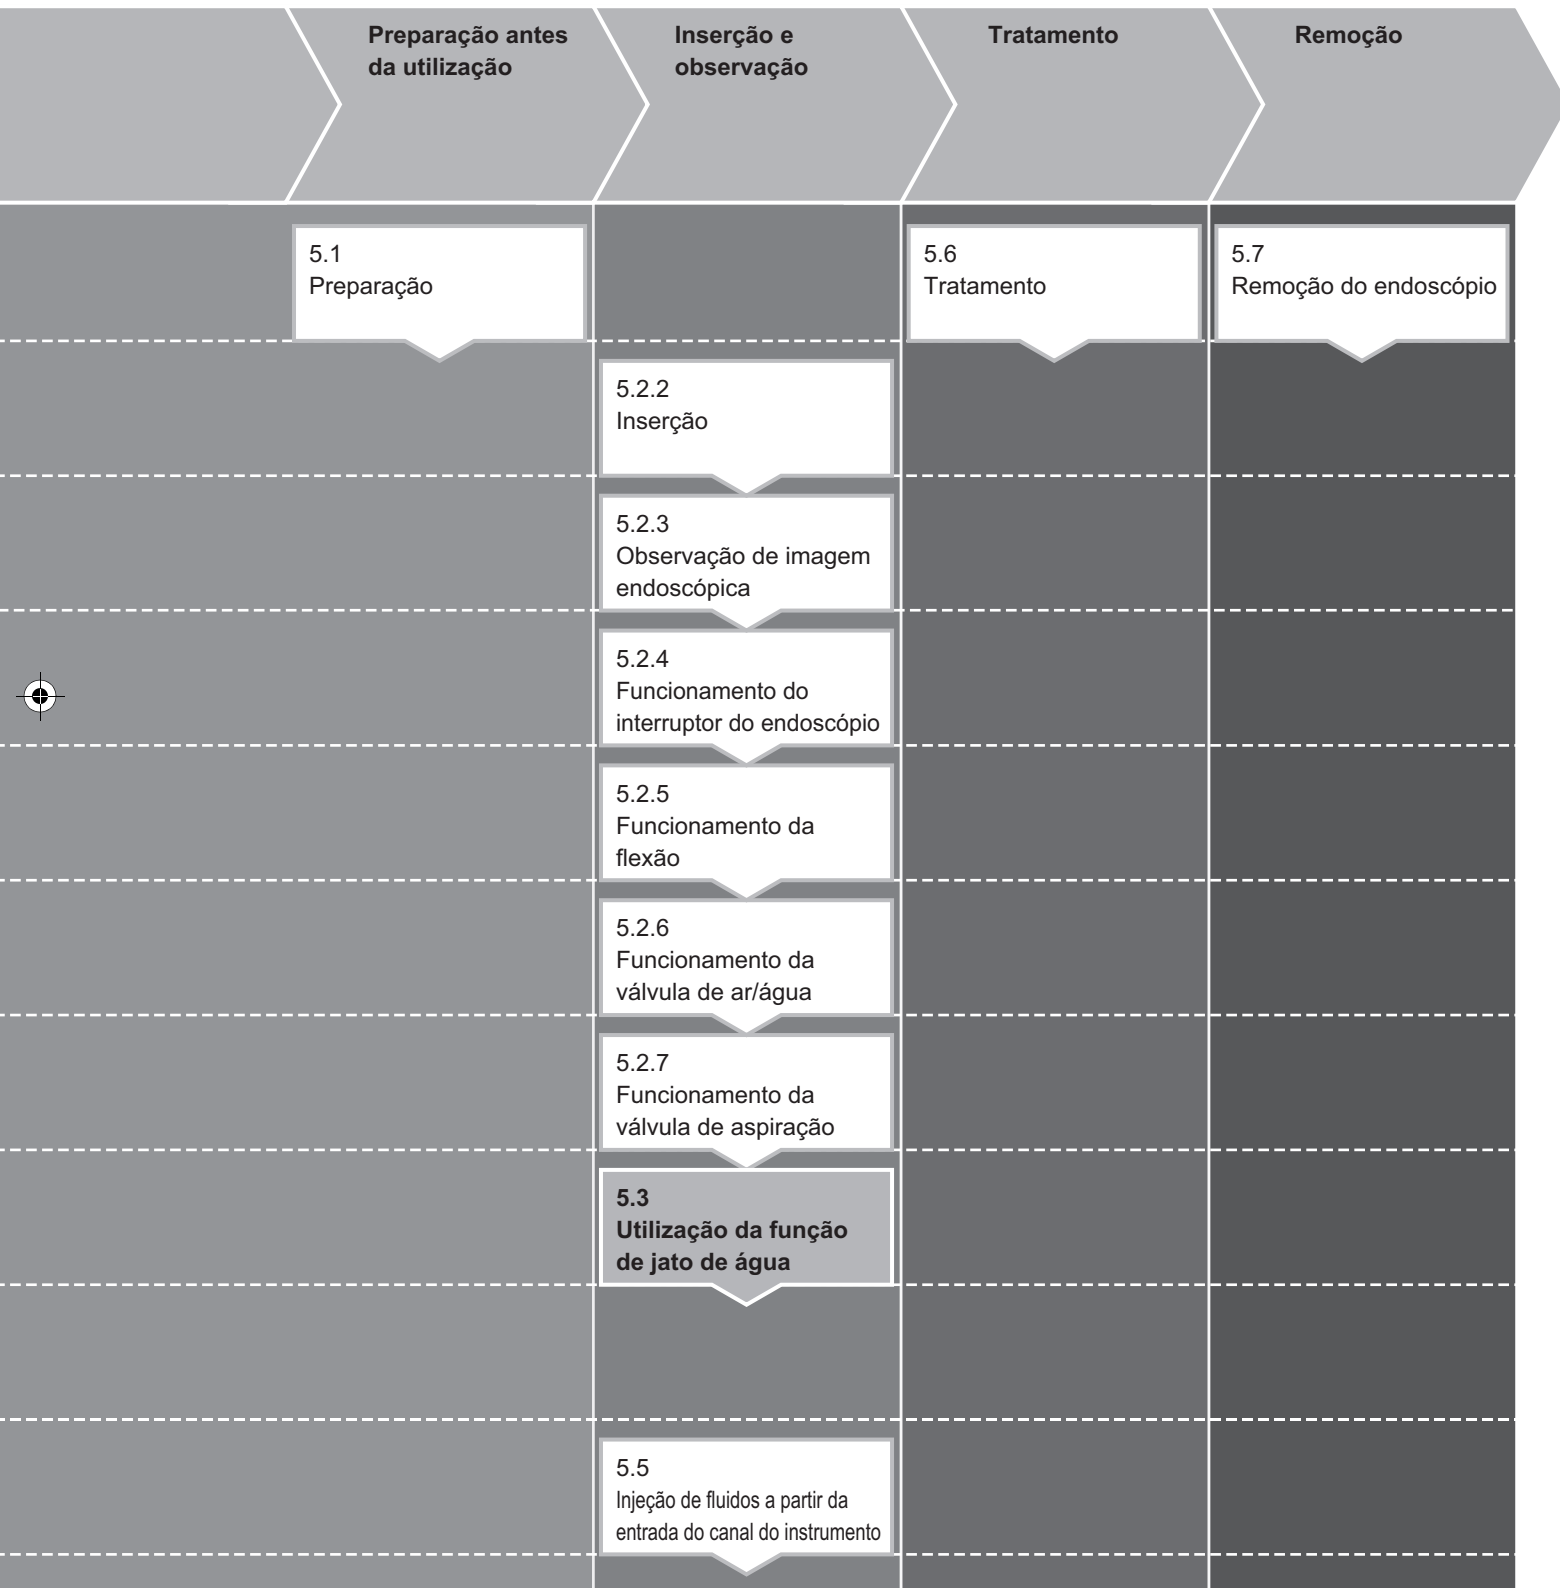 Preparação antes
da utilização
Inserção e
observação
Tratamento
Remoção
5.1
Preparação
5.6
Tratamento
5.7
Remoção do endoscópio
5.2.2
Inserção
5.2.3
Observação de imagem
endoscópica
5.2.4
Funcionamento do
interruptor do endoscópio
5.2.5
Funcionamento da
flexão
5.2.6
Funcionamento da
válvula de ar/água
5.2.7
Funcionamento da
válvula de aspiração
5.3
Utilização da função
de jato de água
5.5
Injeção de fluidos a partir da
entrada do canal do instrumento